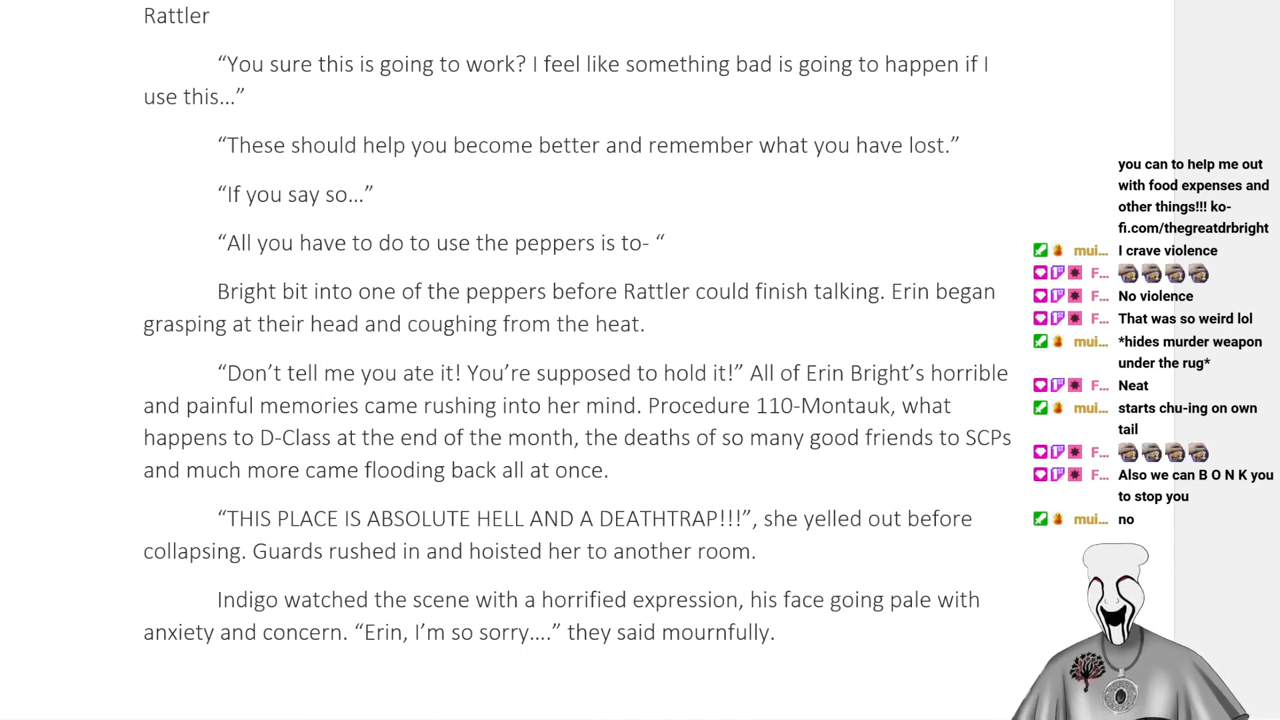 Rattler
“You sure this is going to work? I feel like something bad is going to happen if I
use this…”
“These should help you become better and remember what you have lost.”
“If you say so…”
“All you have to do to use the peppers is to- “
Bright bit into one of the peppers before Rattler could finish talking. Erin began
grasping at their head and coughing from the heat.
“Don’t tell me you ate it! You’re supposed to hold it!” All of Erin Bright’s horrible
and painful memories came rushing into her mind. Procedure 110-Montauk, what
happens to D-Class at the end of the month, the deaths of so many good friends to SCPs
and much more came flooding back all at once.
“THIS PLACE IS ABSOLUTE HELL AND A DEATHTRAP!!!”, she yelled out before
collapsing. Guards rushed in and hoisted her to another room.
Indigo watched the scene with a horrified expression, his face going pale with
anxiety and concern. “Erin, I’m so sorry….” they said mournfully.
you can to help me out
with food expenses and
other things!!! ko-
fi.com/thegreatdrbright
mui... I crave violence
F...
F... No violence
F... That was so weird lol
mui... *hides murder weapon
under the rug*
F... Neat
mui... starts chu-ing on own
tail
F...
F... Also we can B O N K you
to stop you
mui... no